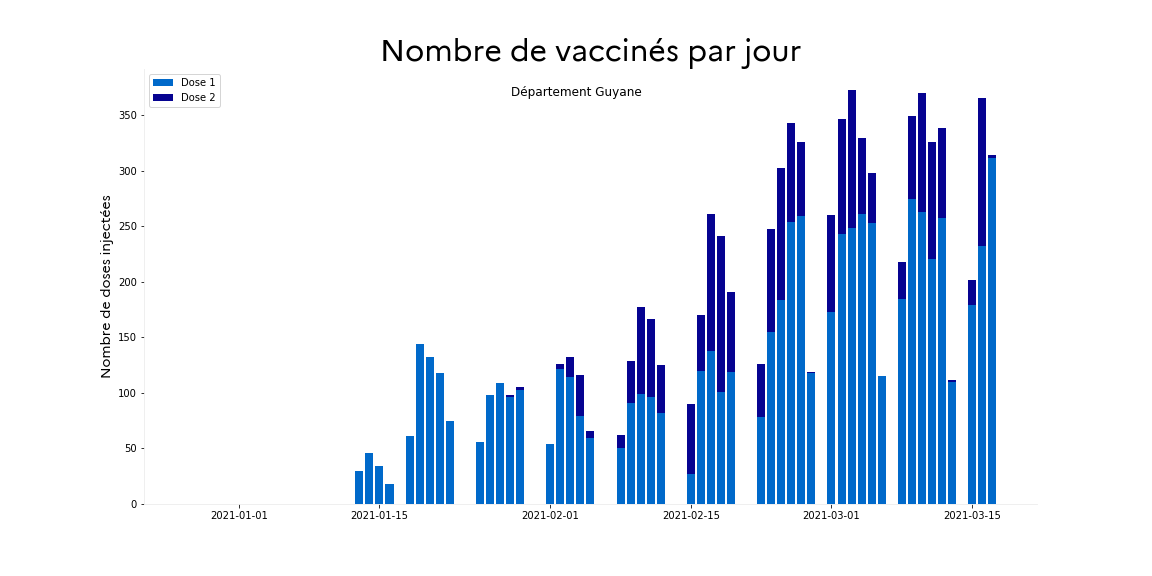 Nombre de vaccinés par jour
Département Guyane
Dose 1
Dose 2
Nombre de doses injectées
350
300
250
200
150
100
50
0
2021-01-01
2021-01-15
2021-02-01
2021-02-15
2021-03-01
2021-03-15